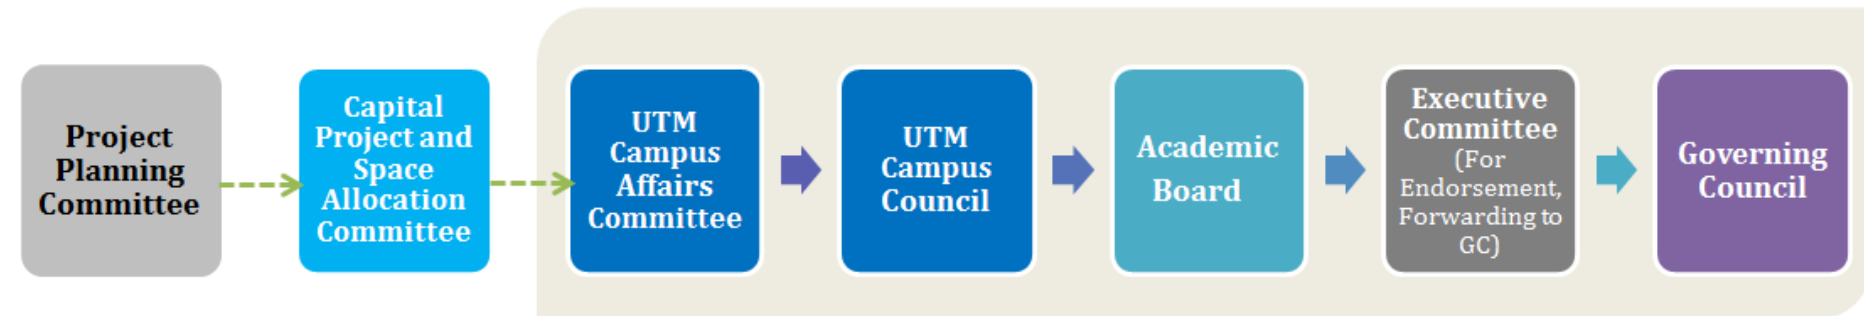 Project
Planning
Committee
Capital
Project and
Space
Allocation
Committee
UTM
Campus
Affairs
Committee
UTM
Campus
Council
Academic
Board
Executive
Committee
(For
Endorsement,
Forwarding to
GC)
Governing
Council